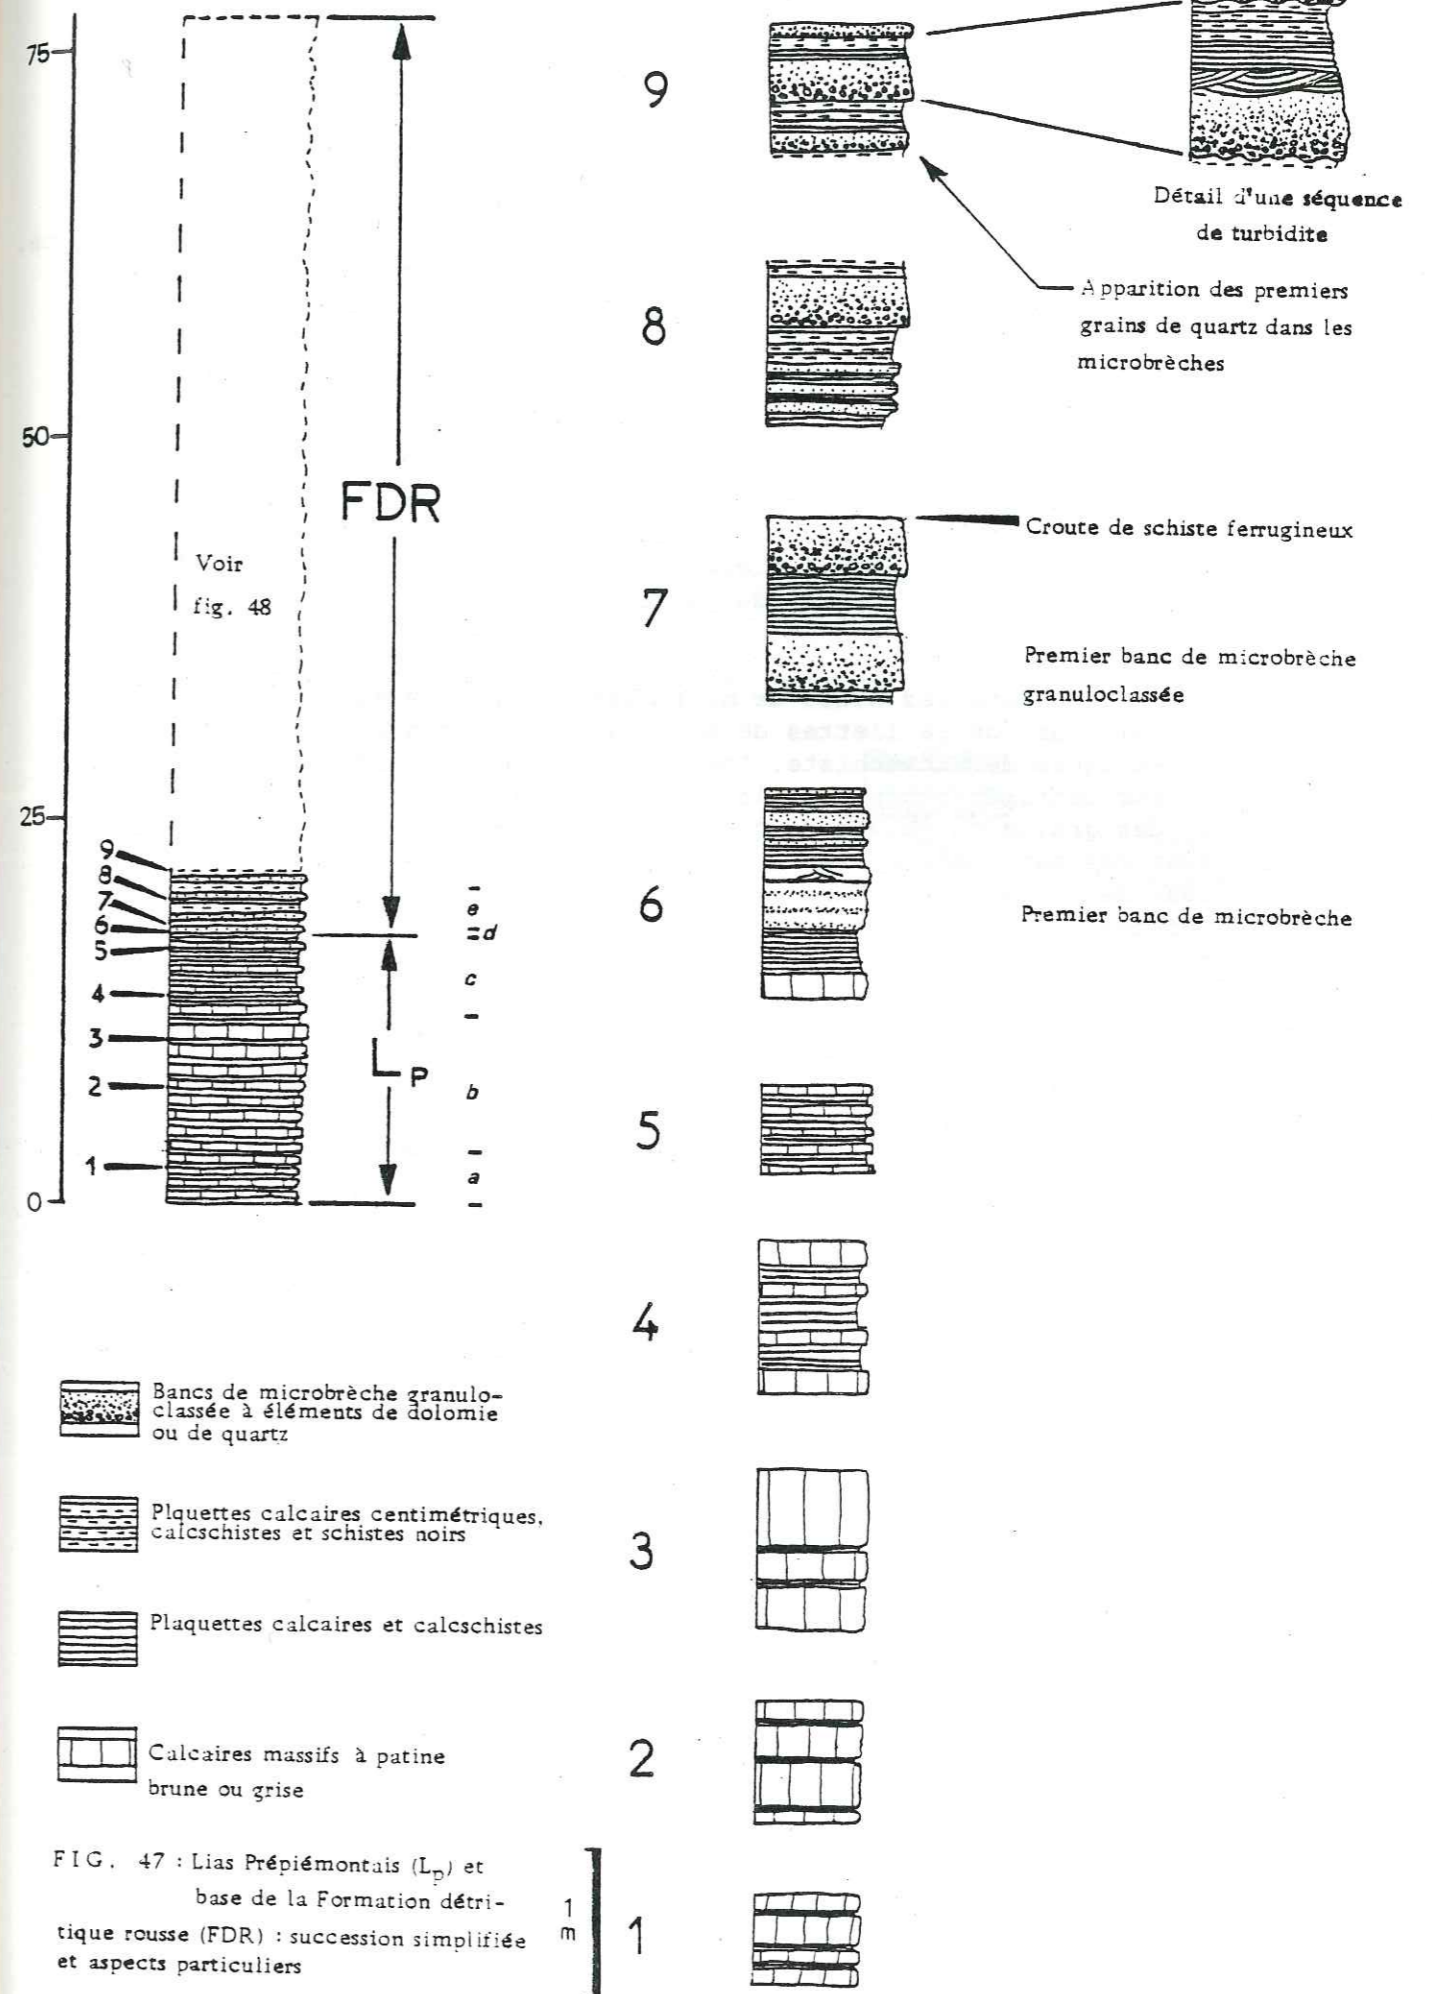 75
50
25
0
FDR
Voir
fig. 48
9
8
7
6
5
4
3
2
1
e
d
c
b
a
Lp
9
Détail d'une séquence
de turbidite
Apparition des premiers
grains de quartz dans les
microbrèches
8
7
Croute de schiste ferrugineux
Premier banc de microbrèche
granuloclassée
6
Premier banc de microbrèche
5
4
3
2
1
Bancs de microbrèche granulo-
classée à éléments de dolomie
ou de quartz
Plquettes calcaires centimétriques,
calcschistes et schistes noirs
Plaquettes calcaires et calcschistes
Calcaires massifs à patine
brune ou grise
FIG. 47 : Lias Prépiémontais (Lp) et
base de la Formation détri-
tique rousse (FDR) : succession simplifiée
et aspects particuliers
1
m